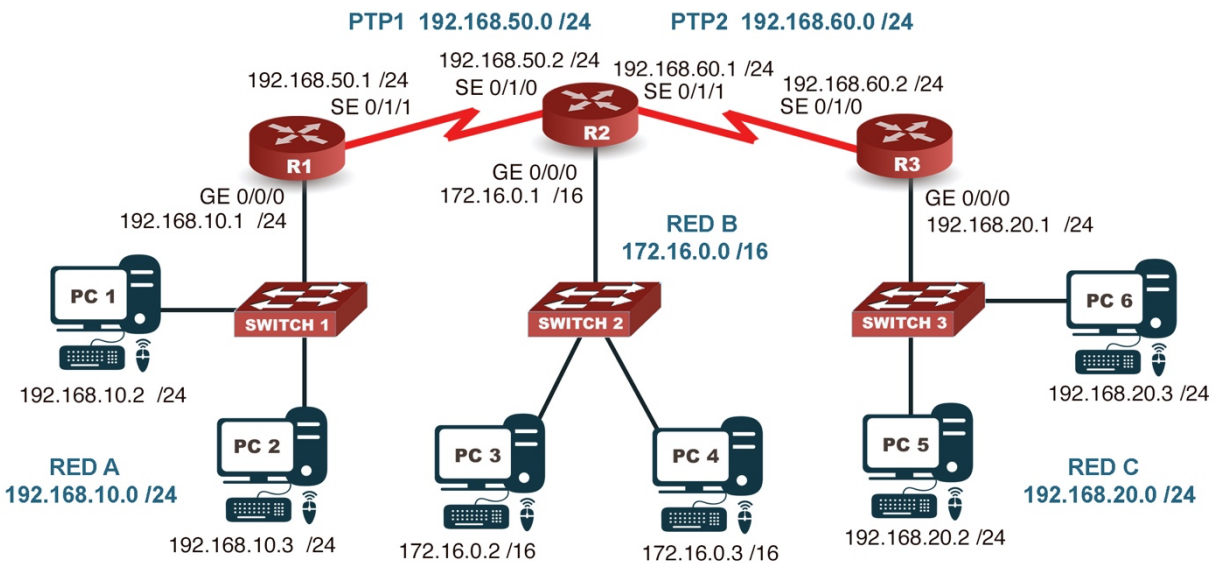 PTP1 192.168.50.0 /24
PTP2 192.168.60.0 /24
192.168.50.1 /24
SE 0/1/1
192.168.50.2 /24
SE 0/1/0
192.168.60.1 /24
SE 0/1/1
192.168.60.2 /24
SE 0/1/0
R1
R2
R3
GE 0/0/0
192.168.10.1 /24
GE 0/0/0
172.16.0.1 /16
GE 0/0/0
192.168.20.1 /24
RED B
172.16.0.0 /16
PC 1
SWITCH 1
SWITCH 2
SWITCH 3
PC 6
192.168.10.2 /24
192.168.20.3 /24
PC 2
PC 3
PC 4
PC 5
RED A
192.168.10.0 /24
RED C
192.168.20.0 /24
192.168.10.3 /24
172.16.0.2 /16
172.16.0.3 /16
192.168.20.2 /24